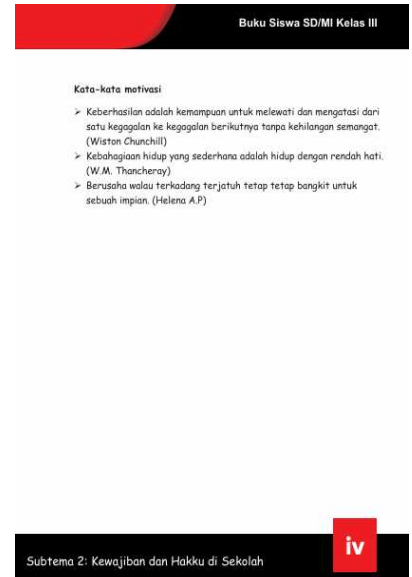 Buku Siswa SD/MI Kelas III
Kata-kata motivasi
➢ Keberhasilan adalah kemampuan untuk melewati dan mengatasi dari
satu kegagalan ke kegagalan berikutnya tanpa kehilangan semangat.
(Wiston Chunchill)
➢ Kebahagiaan hidup yang sederhana adalah hidup dengan rendah hati.
(W.M. Thancheray)
➢ Berusaha walau terkadang terjatuh tetap tetap bangkit untuk
sebuah impian. (Helena A.P)
iv
Subtema 2: Kewajiban dan Hakku di Sekolah